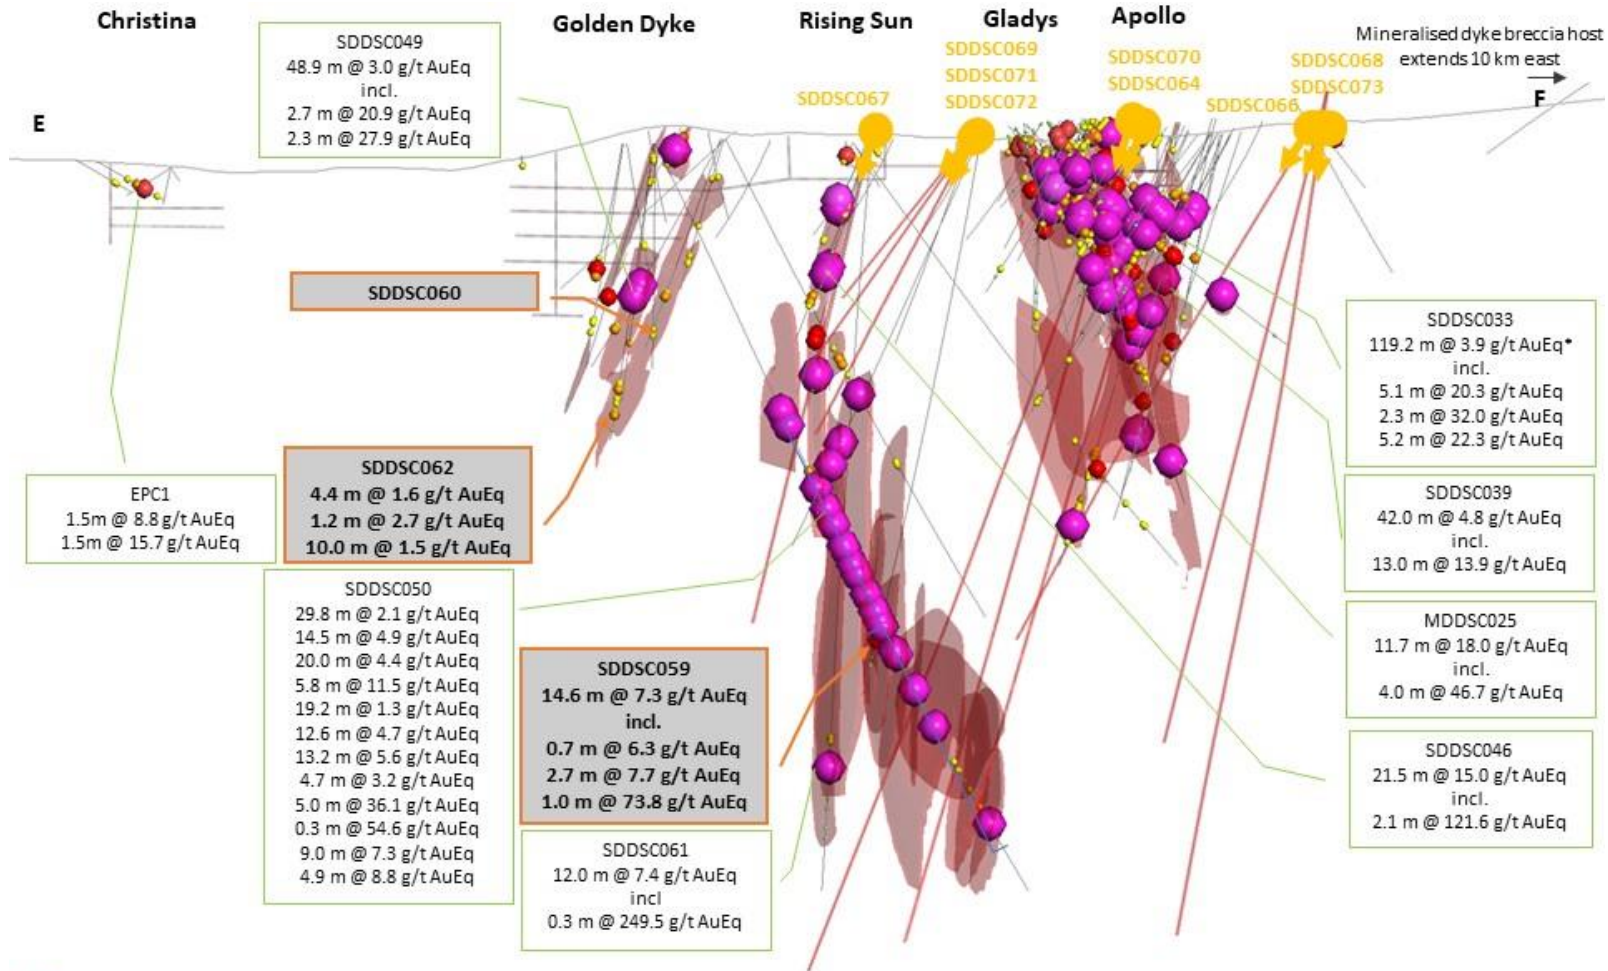 Christina
Golden Dyke
Rising Sun
Gladys
Apollo
Mineralised dyke breccia host
extends 10 km east
E
F
SDDSC049
48.9 m @ 3.0 g/t AuEq
incl.
2.7 m @ 20.9 g/t AuEq
2.3 m @ 27.9 g/t AuEq
SDDSC067
SDDSC069
SDDSC071
SDDSC072
SDDSC070
SDDSC064
SDDSC066
SDDSC068
SDDSC073
SDDSC060
EPC1
1.5m @ 8.8 g/t AuEq
1.5m @ 15.7 g/t AuEq
SDDSC062
4.4 m @ 1.6 g/t AuEq
1.2 m @ 2.7 g/t AuEq
10.0 m @ 1.5 g/t AuEq
SDDSC050
29.8 m @ 2.1 g/t AuEq
14.5 m @ 4.9 g/t AuEq
20.0 m @ 4.4 g/t AuEq
5.8 m @ 11.5 g/t AuEq
19.2 m @ 1.3 g/t AuEq
12.6 m @ 4.7 g/t AuEq
13.2 m @ 5.6 g/t AuEq
4.7 m @ 3.2 g/t AuEq
5.0 m @ 36.1 g/t AuEq
0.3 m @ 54.6 g/t AuEq
9.0 m @ 7.3 g/t AuEq
4.9 m @ 8.8 g/t AuEq
SDDSC059
14.6 m @ 7.3 g/t AuEq
incl.
0.7 m @ 6.3 g/t AuEq
2.7 m @ 7.7 g/t AuEq
1.0 m @ 73.8 g/t AuEq
SDDSC061
12.0 m @ 7.4 g/t AuEq
incl
0.3 m @ 249.5 g/t AuEq
SDDSC033
119.2 m @ 3.9 g/t AuEq*
incl.
5.1 m @ 20.3 g/t AuEq
2.3 m @ 32.0 g/t AuEq
5.2 m @ 22.3 g/t AuEq
SDDSC039
42.0 m @ 4.8 g/t AuEq
incl.
13.0 m @ 13.9 g/t AuEq
MDDSC025
11.7 m @ 18.0 g/t AuEq
incl.
4.0 m @ 46.7 g/t AuEq
SDDSC046
21.5 m @ 15.0 g/t AuEq
incl.
2.1 m @ 121.6 g/t AuEq